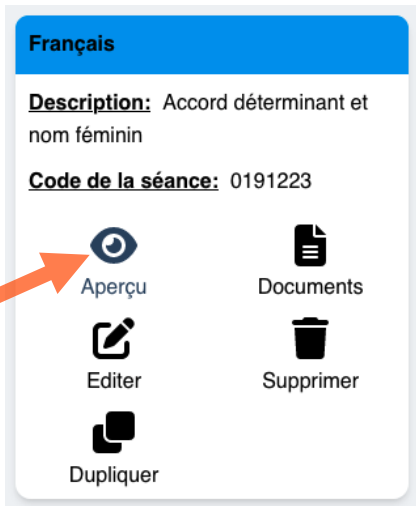 Français
Description: Accord déterminant et
nom féminin
Code de la séance: 0191223
Aperçu
Documents
Editer
Supprimer
Dupliquer